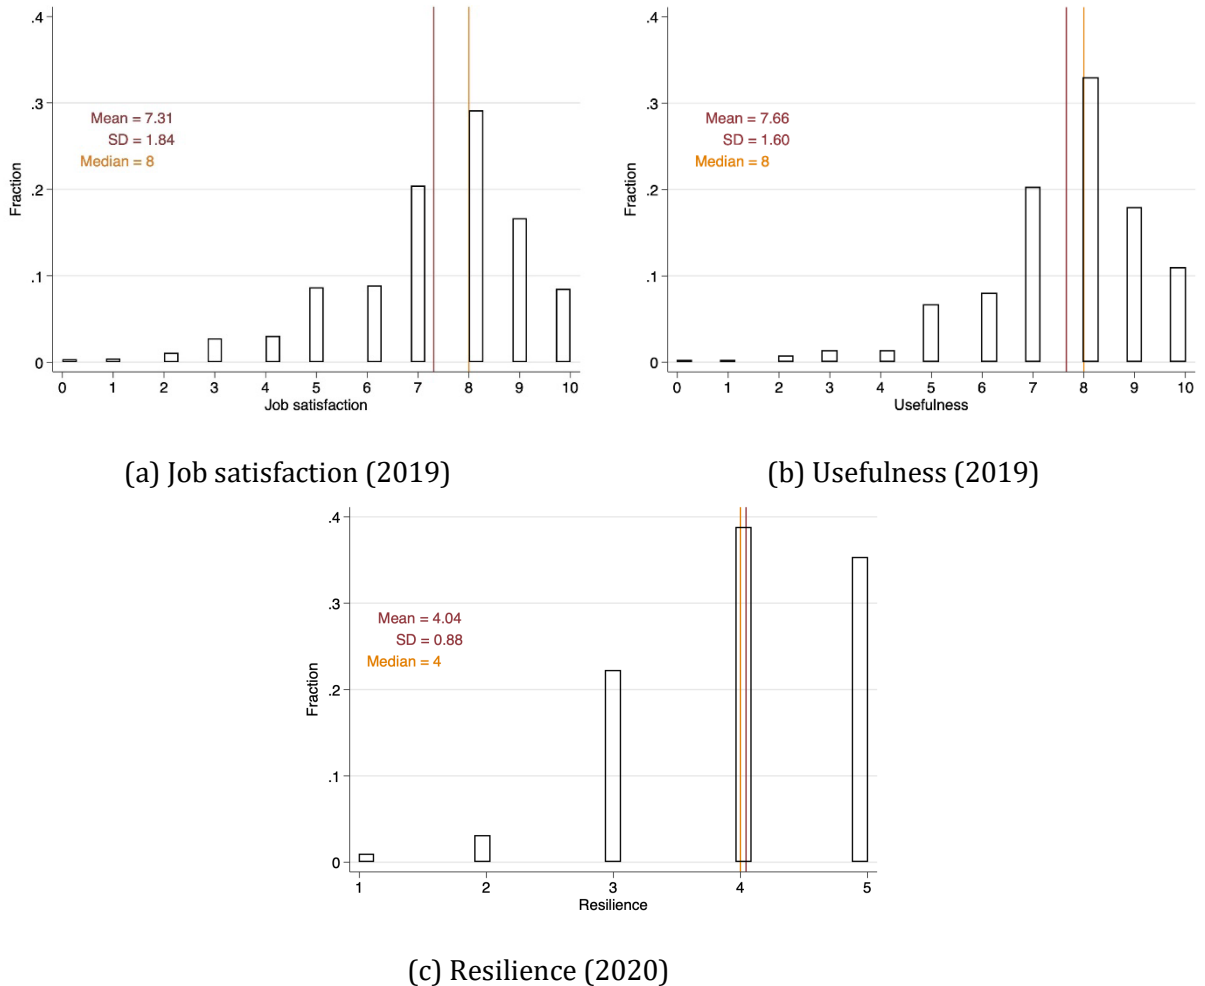 .4
.3
.2
.1
0
Fraction
Mean = 7.31
SD = 1.84
Median = 8
0 1 2 3 4 5 6 7 8 9 10
Job satisfaction
(a) Job satisfaction (2019)
.4
.3
.2
.1
0
Fraction
Mean = 7.66
SD = 1.60
Median = 8
0 1 2 3 4 5 6 7 8 9 10
Usefulness
(b) Usefulness (2019)
.4
.3
.2
.1
0
Fraction
Mean = 4.04
SD = 0.88
Median = 4
1 2 3 4 5
Resilience
(c) Resilience (2020)